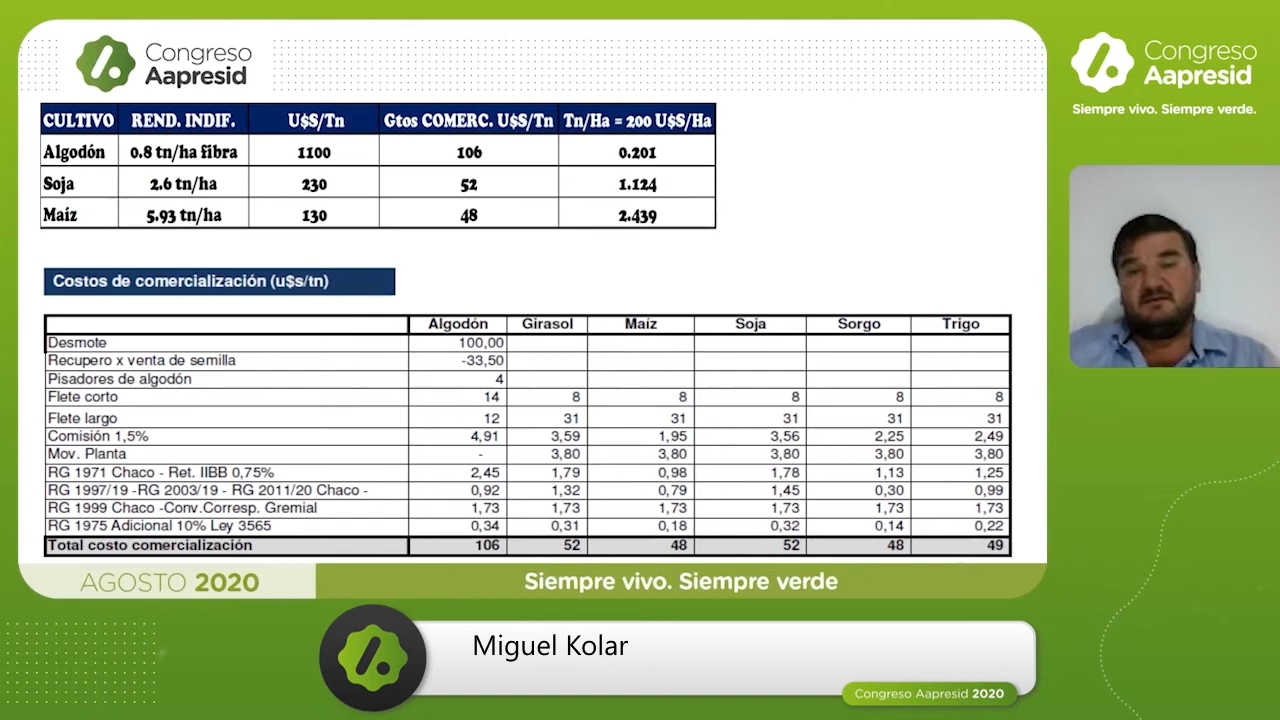 Congreso
Aapresid
Congreso
Aapresid
Siempre vivo. Siempre verde.
CULTIVO REND. INDIF. U$S/Tn Gtos COMERC. U$S/Tn Tn/Ha = 200 U$S/Ha
Algodón 0.8 tn/ha fibra 1100 106 0.201
Soja 2.6 tn/ha 230 52 1.124
Maíz 5.93 tn/ha 130 48 2.439
Costos de comercialización (u$s/tn)
Algodón Girasol Maíz Soja Sorgo Trigo
Desmote 100,00
Recupero x venta de semilla -33,50
Pisadores de algodón 4
Flete corto 14 8 8 8 8 8
Flete largo 12 31 31 31 31 31
Comisión 1,5% 4,91 3,59 1,95 3,56 2,25 2,49
Mov. Planta - 3,80 3,80 3,80 3,80 3,80
RG 1971 Chaco - Ret. IIBB 0,75% 2,45 1,79 0,98 1,78 1,13 1,25
RG 1997/19 -RG 2003/19 - RG 2011/20 Chaco - 0,92 1,32 0,79 1,45 0,30 0,99
RG 1999 Chaco -Conv.Corresp. Gremial 1,73 1,73 1,73 1,73 1,73 1,73
RG 1975 Adicional 10% Ley 3565 0,34 0,31 0,18 0,32 0,14 0,22
Total costo comercialización 106 52 48 52 48 49
AGOSTO 2020
Siempre vivo. Siempre verde
Miguel Kolar
Congreso Aapresid 2020